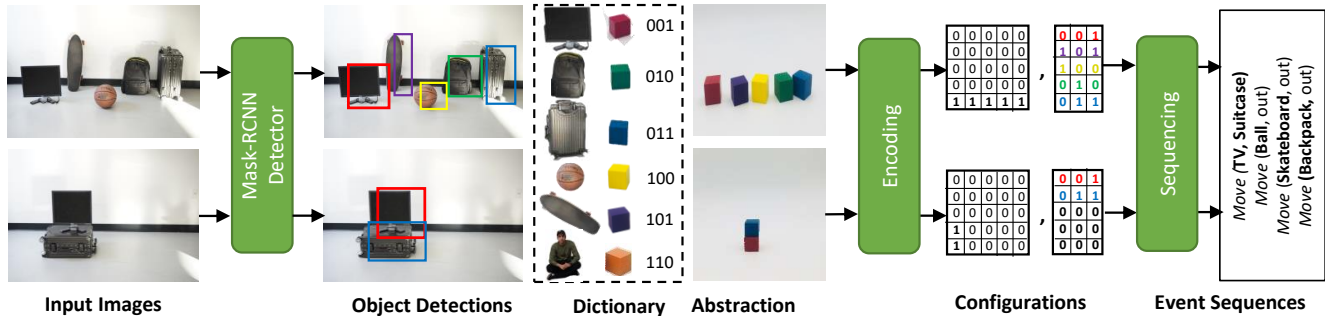 Mask-RCNN
Detector
001
010
011
100
101
110
Encoding
0 0 0 0 0
0 0 0 0 0
0 0 0 0 0
0 0 0 0 0
1 1 1 1 1
,
0 0 1
1 0 1
1 0 0
0 1 0
0 1 1
0 0 0 0 0
0 0 0 0 0
0 0 0 0 0
1 0 0 0 0
1 0 0 0 0
,
0 0 1
0 1 1
0 0 0
0 0 0
0 0 0
Sequencing
Move (TV, Suitcase)
Move (Ball, out)
Move (Skateboard, out)
Move (Backpack, out)
Input Images
Object Detections
Dictionary
Abstraction
Configurations
Event Sequences